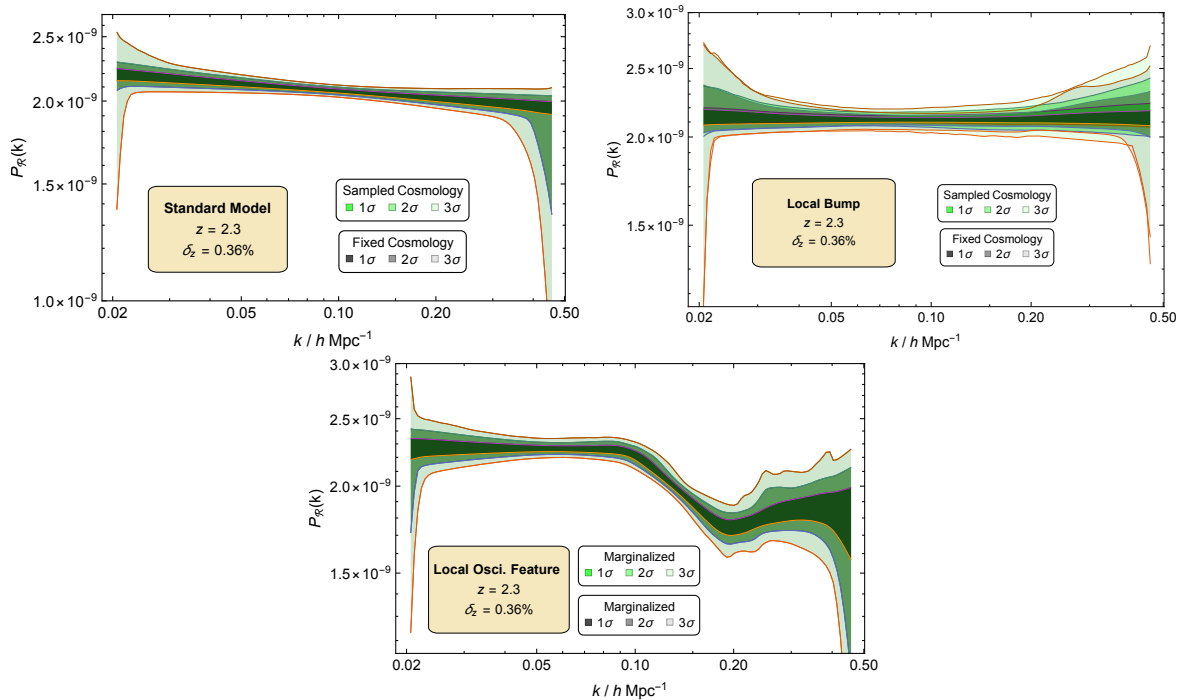 2.5×10⁻⁹
2.0×10⁻⁹
1.5×10⁻⁹
1.0×10⁻⁹
P_ℛ(k)
Standard Model
z = 2.3
δ_z = 0.36%
Sampled Cosmology
1σ 2σ 3σ
Fixed Cosmology
1σ 2σ 3σ
0.02 0.05 0.10 0.20 0.50
k / h Mpc⁻¹
3.0×10⁻⁹
2.5×10⁻⁹
2.0×10⁻⁹
1.5×10⁻⁹
P_ℛ(k)
Local Bump
z = 2.3
δ_z = 0.36%
Sampled Cosmology
1σ 2σ 3σ
Fixed Cosmology
1σ 2σ 3σ
0.02 0.05 0.10 0.20 0.50
k / h Mpc⁻¹
3.0×10⁻⁹
2.5×10⁻⁹
2.0×10⁻⁹
1.5×10⁻⁹
P_ℛ(k)
Local Osci. Feature
z = 2.3
δ_z = 0.36%
Marginalized
1σ 2σ 3σ
Marginalized
1σ 2σ 3σ
0.02 0.05 0.10 0.20 0.50
k / h Mpc⁻¹